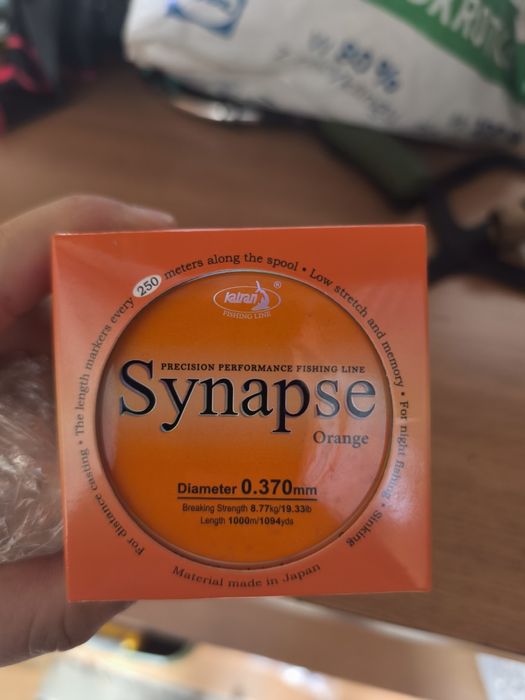 90%
katran®
FISHING LINE
PRECISION PERFORMANCE FISHING LINE
Synapse
Orange
Diameter 0.370mm
Breaking Strength 8.77kg/19.33lb
Length 1000m/1094yds
For distance casting • The length markers every 250 meters along the spool • Low stretch and memory • For night fishing • Sinking
Material made in Japan